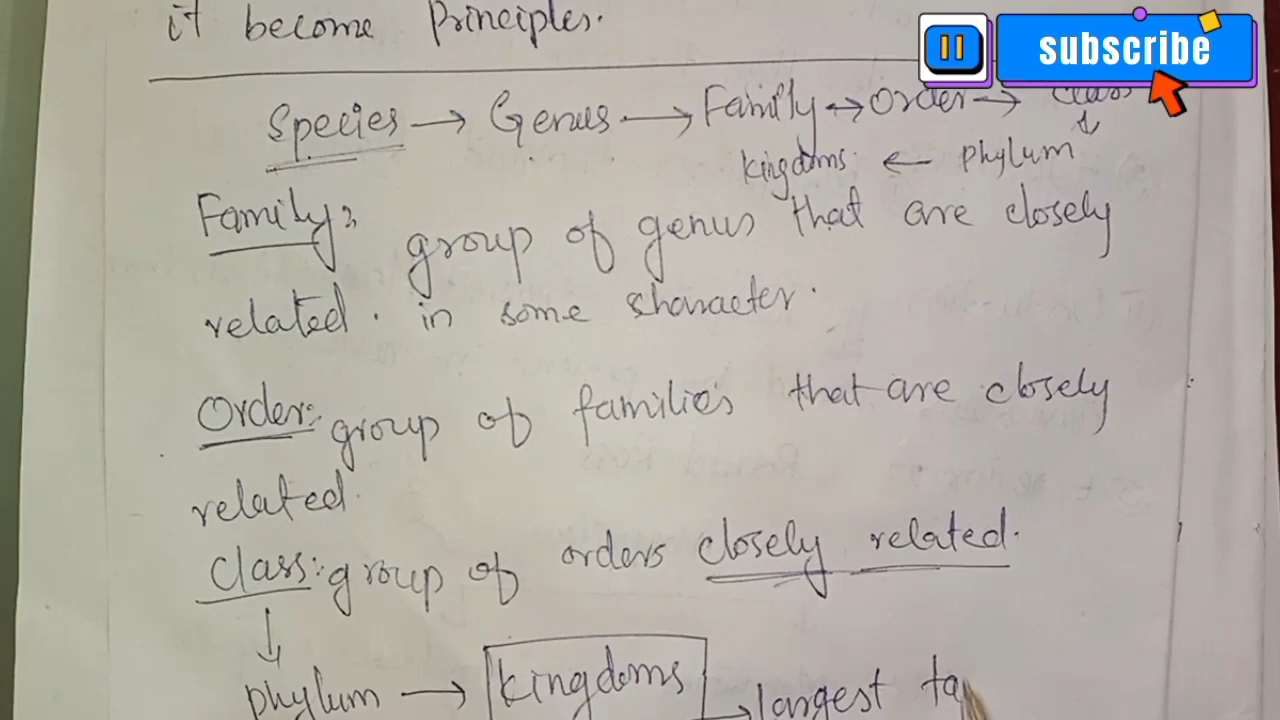 it become Principles.
subscribe
Species → Genus → Family → Order → Class
↓
kingdoms ← phylum
Family: group of genus that are closely
related. in some character.
Order: group of families that are closely
related.
Class: group of orders closely related.
↓
phylum → kingdoms → largest ta